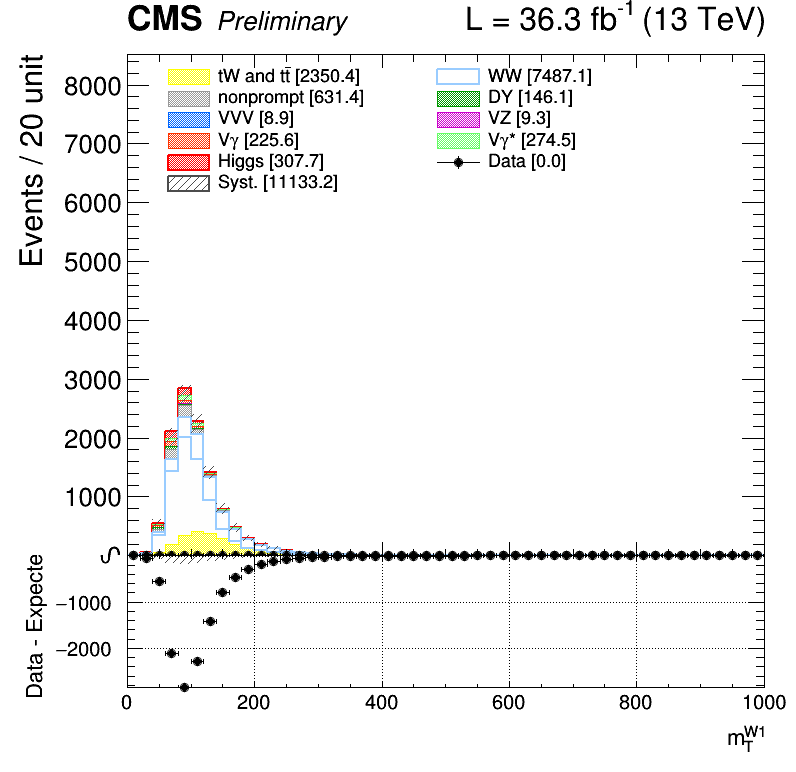 CMS Preliminary L = 36.3 fb⁻¹ (13 TeV)
Events / 20 unit
8000
7000
6000
5000
4000
3000
2000
1000
0
tW and tt̄ [2350.4]
nonprompt [631.4]
VVV [8.9]
Vγ [225.6]
Higgs [307.7]
Syst. [11133.2]
WW [7487.1]
DY [146.1]
VZ [9.3]
Vγ* [274.5]
Data [0.0]
Data - Expecte
−1000
−2000
0 200 400 600 800 1000
m_T^W1